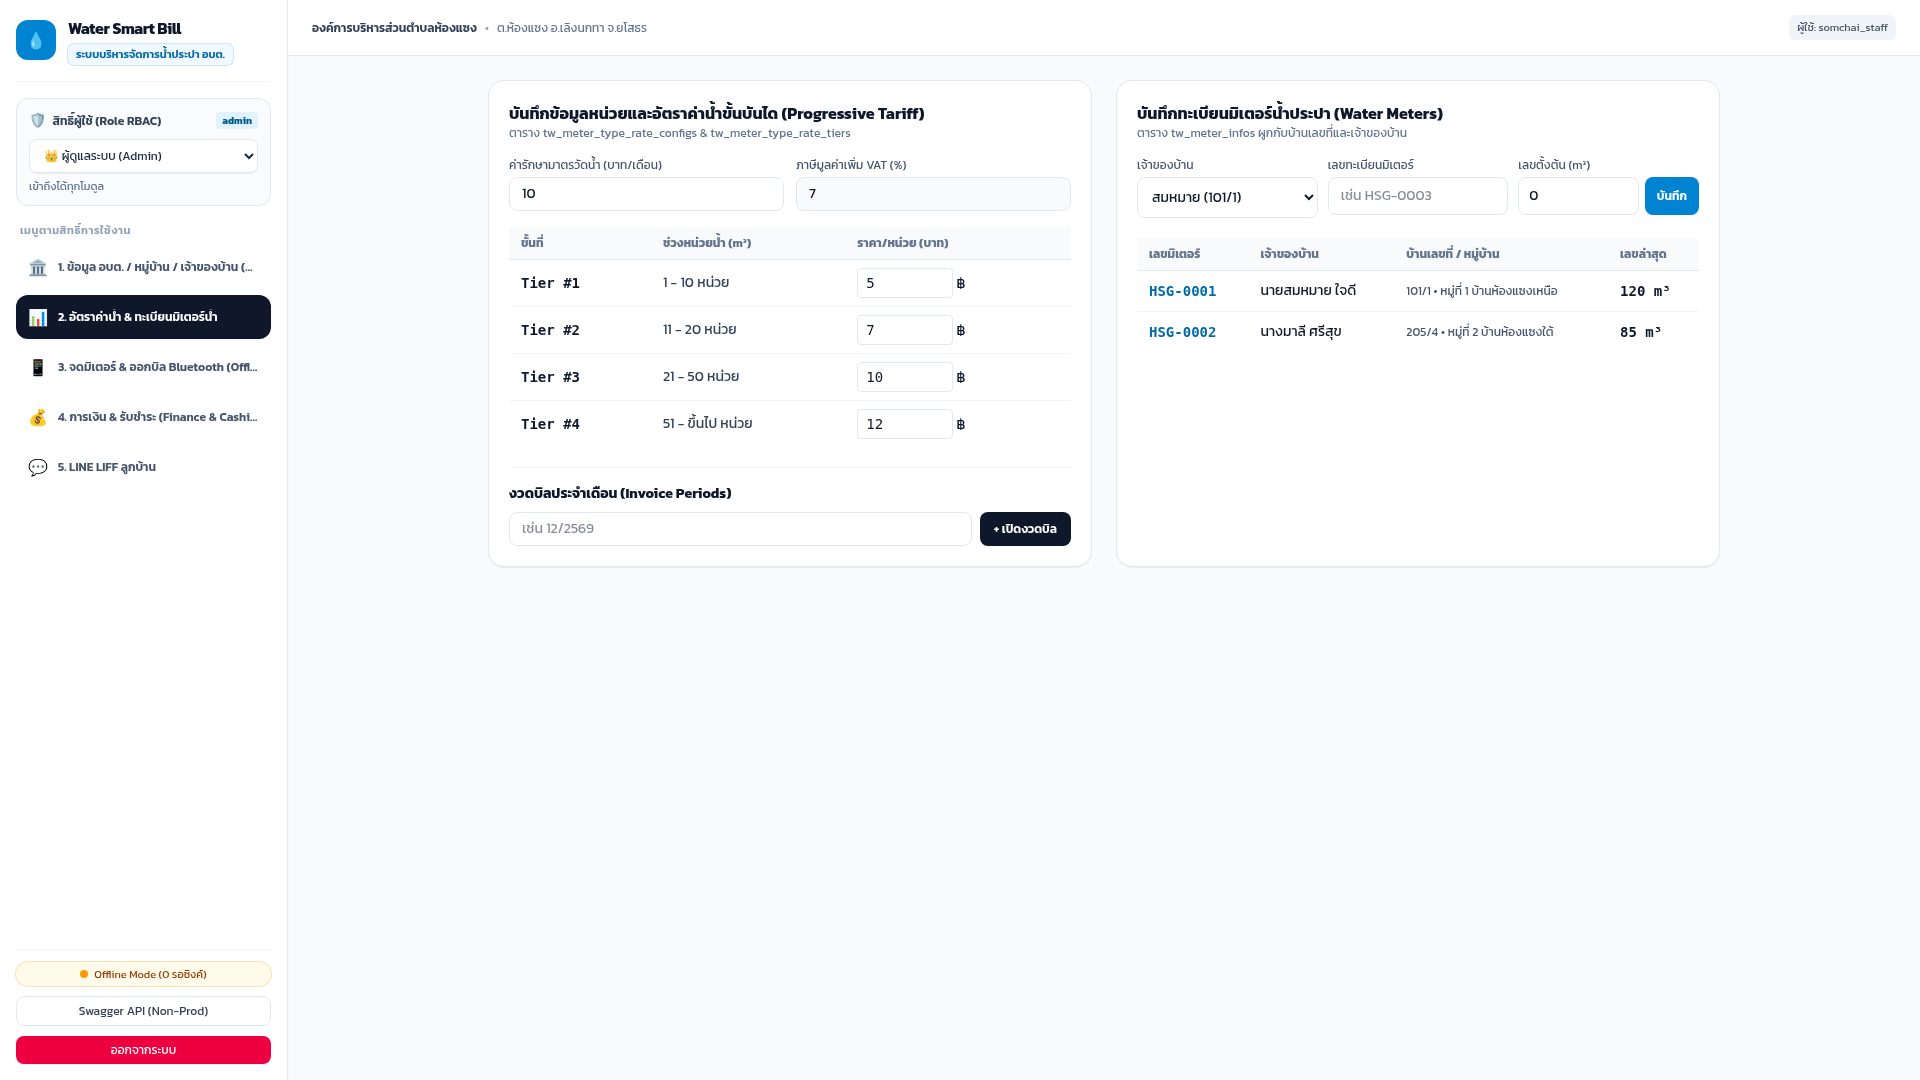 Water Smart Bill
ระบบบริหารจัดการน้ำประปา อบต.
สิทธิ์ผู้ใช้ (Role RBAC)
admin
ผู้ดูแลระบบ (Admin)
เข้าถึงได้ทุกโมดูล
เมนูตามสิทธิ์การใช้งาน
1. ข้อมูล อบต. / หมู่บ้าน / เจ้าของบ้าน (...
2. อัตราค่าน้ำ & ทะเบียนมิเตอร์น้ำ
3. จดมิเตอร์ & ออกบิล Bluetooth (Offl...
4. การเงิน & รับชำระ (Finance & Cashi...
5. LINE LIFF ลูกบ้าน
Offline Mode (0 รอซิงค์)
Swagger API (Non-Prod)
ออกจากระบบ
องค์การบริหารส่วนตำบลห้องแซง • ต.ห้องแซง อ.เลิงนกทา จ.ยโสธร
ผู้ใช้: somchai_staff
บันทึกข้อมูลหน่วยและอัตราค่าน้ำขั้นบันได (Progressive Tariff)
ตาราง tw_meter_type_rate_configs & tw_meter_type_rate_tiers
ค่ารักษามาตรวัดน้ำ (บาท/เดือน)
ภาษีมูลค่าเพิ่ม VAT (%)
10
7
ขั้นที่ ช่วงหน่วยน้ำ (m³) ราคา/หน่วย (บาท)
Tier #1 1 - 10 หน่วย 5 ฿
Tier #2 11 - 20 หน่วย 7 ฿
Tier #3 21 - 50 หน่วย 10 ฿
Tier #4 51 - ขึ้นไป หน่วย 12 ฿
งวดบิลประจำเดือน (Invoice Periods)
เช่น 12/2569
+ เปิดงวดบิล
บันทึกทะเบียนมิเตอร์น้ำประปา (Water Meters)
ตาราง tw_meter_infos ผูกกับบ้านเลขที่และเจ้าของบ้าน
เจ้าของบ้าน เลขทะเบียนมิเตอร์ เลขตั้งต้น (m³)
สมหมาย (101/1) เช่น HSG-0003 0 บันทึก
เลขมิเตอร์ เจ้าของบ้าน บ้านเลขที่ / หมู่บ้าน เลขล่าสุด
HSG-0001 นายสมหมาย ใจดี 101/1 • หมู่ที่ 1 บ้านห้องแซงเหนือ 120 m³
HSG-0002 นางมาลี ศรีสุข 205/4 • หมู่ที่ 2 บ้านห้องแซงใต้ 85 m³